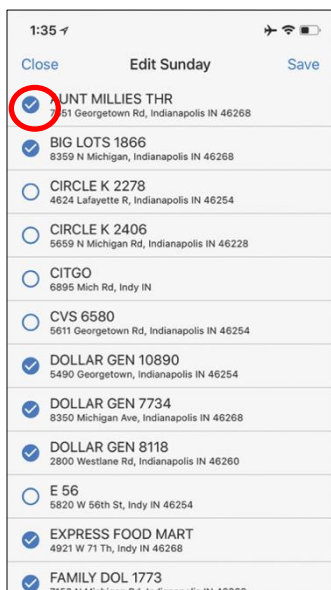 1:35
Close Edit Sunday Save
AUNT MILLIES THR
Georgetown Rd, Indianapolis IN 46268
BIG LOTS 1866
8359 N Michigan, Indianapolis IN 46268
CIRCLE K 2278
4624 Lafayette R, Indianapolis IN 46254
CIRCLE K 2406
5659 N Michigan Rd, Indianapolis IN 46228
CITGO
6895 Mich Rd, Indy IN
CVS 6580
5611 Georgetown Rd, Indianapolis IN 46254
DOLLAR GEN 10890
5490 Georgetown, Indianapolis IN 46254
DOLLAR GEN 7734
8350 Michigan Ave, Indianapolis IN 46268
DOLLAR GEN 8118
2800 Westlane Rd, Indianapolis IN 46260
E 56
5820 W 56th St, Indy IN 46254
EXPRESS FOOD MART
4921 W 71 Th, Indy IN 46268
FAMILY DOL 1773